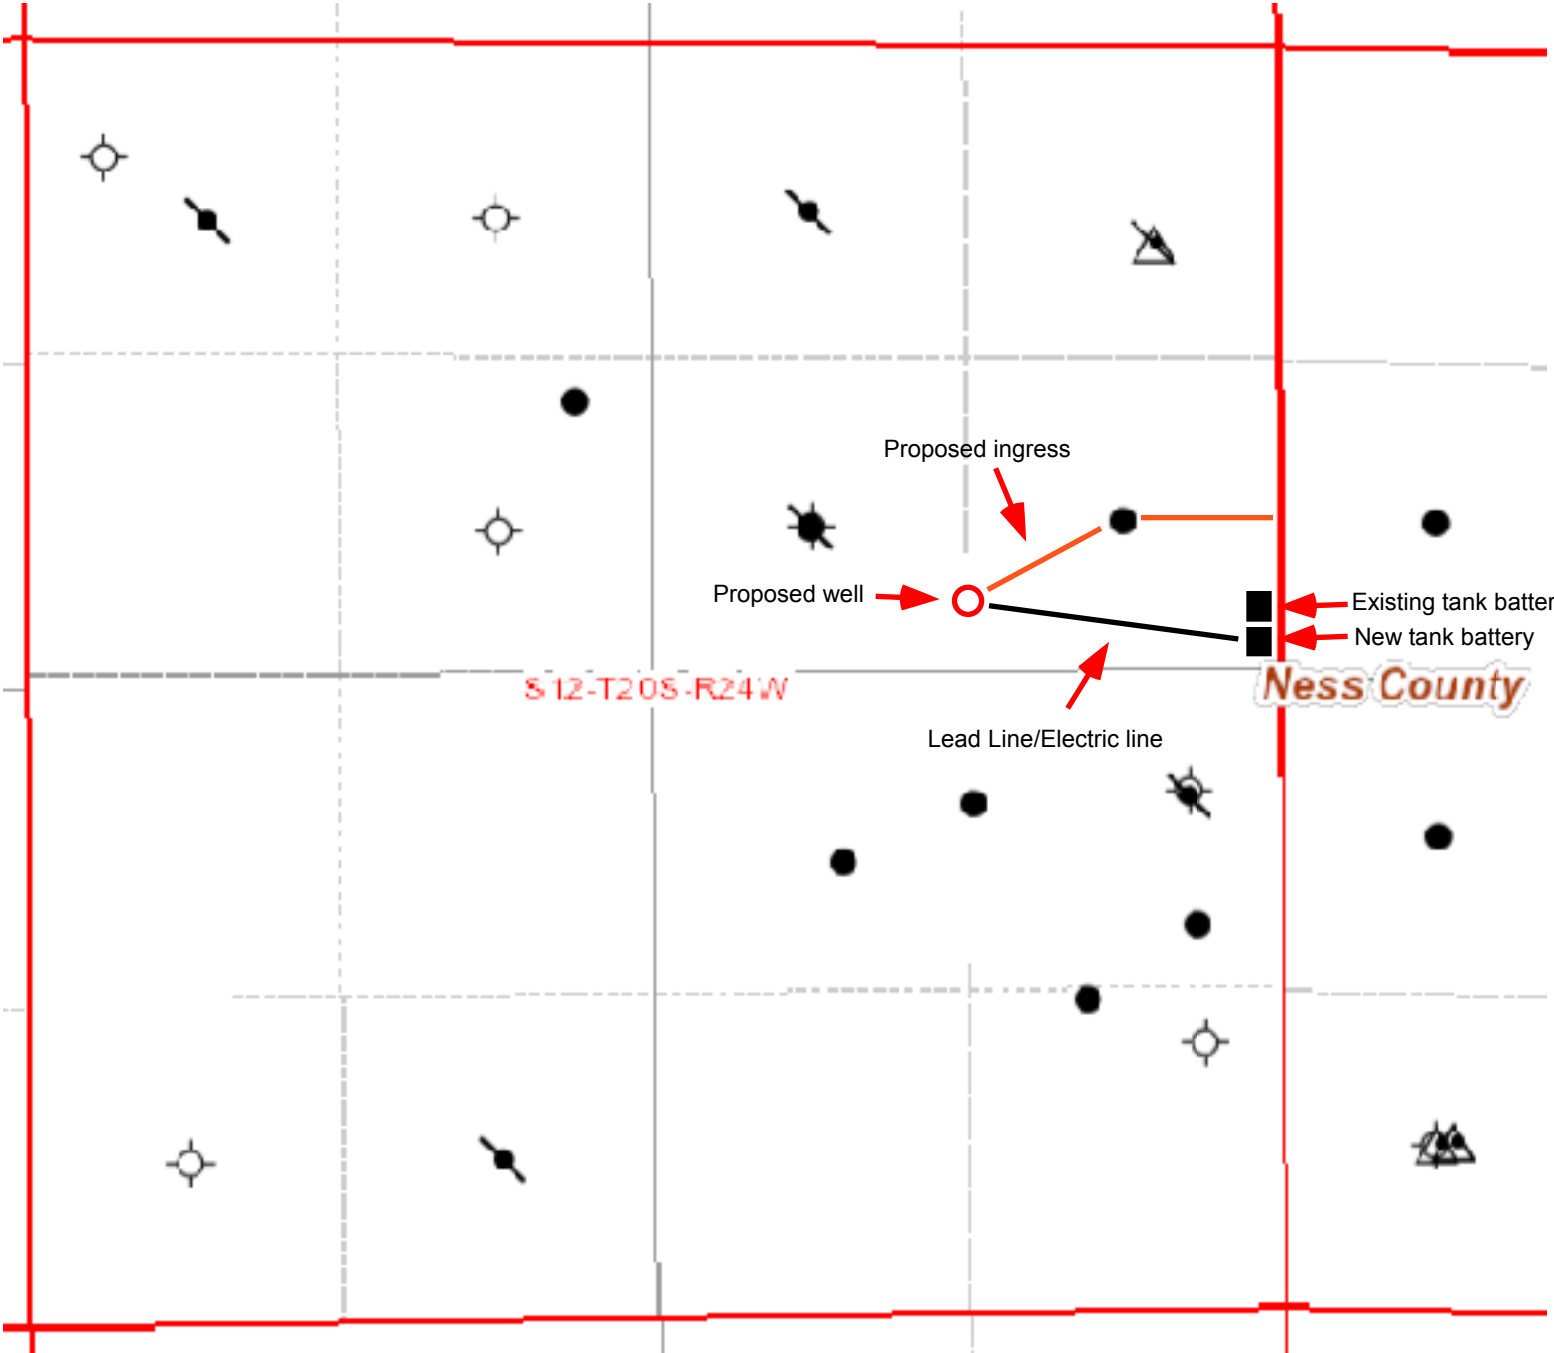 Proposed ingress
Proposed well
Existing tank batter
New tank battery
S12-T20S-R24W
Ness County
Lead Line/Electric line